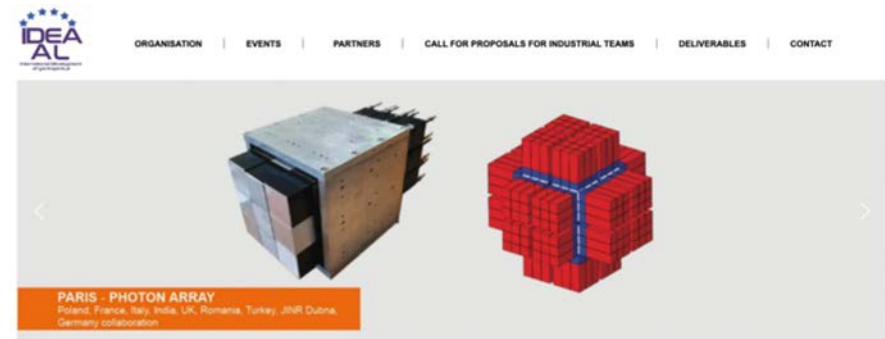 IDEA
AL
ORGANISATION | EVENTS | PARTNERS | CALL FOR PROPOSALS FOR INDUSTRIAL TEAMS | DELIVERABLES | CONTACT
PARIS - PHOTON ARRAY
Poland, France, Italy, India, UK, Romania, Turkey, JINR Dubna,
Germany collaboration